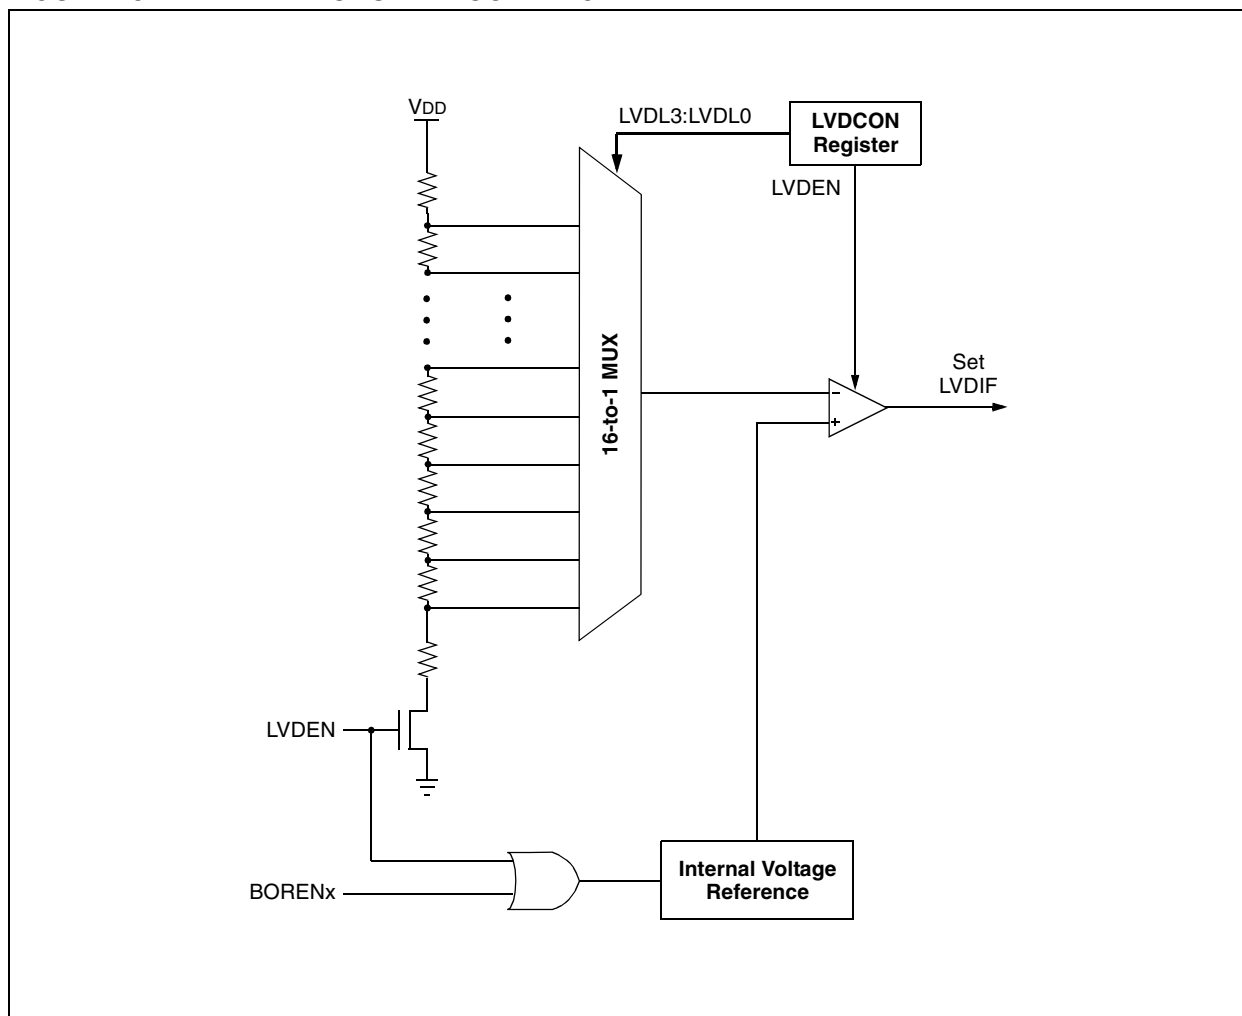 VDD
LVDL3:LVDL0
LVDCON
Register
LVDEN
16-to-1 MUX
Set
LVDIF
-
+
LVDEN
BORENx
Internal Voltage
Reference